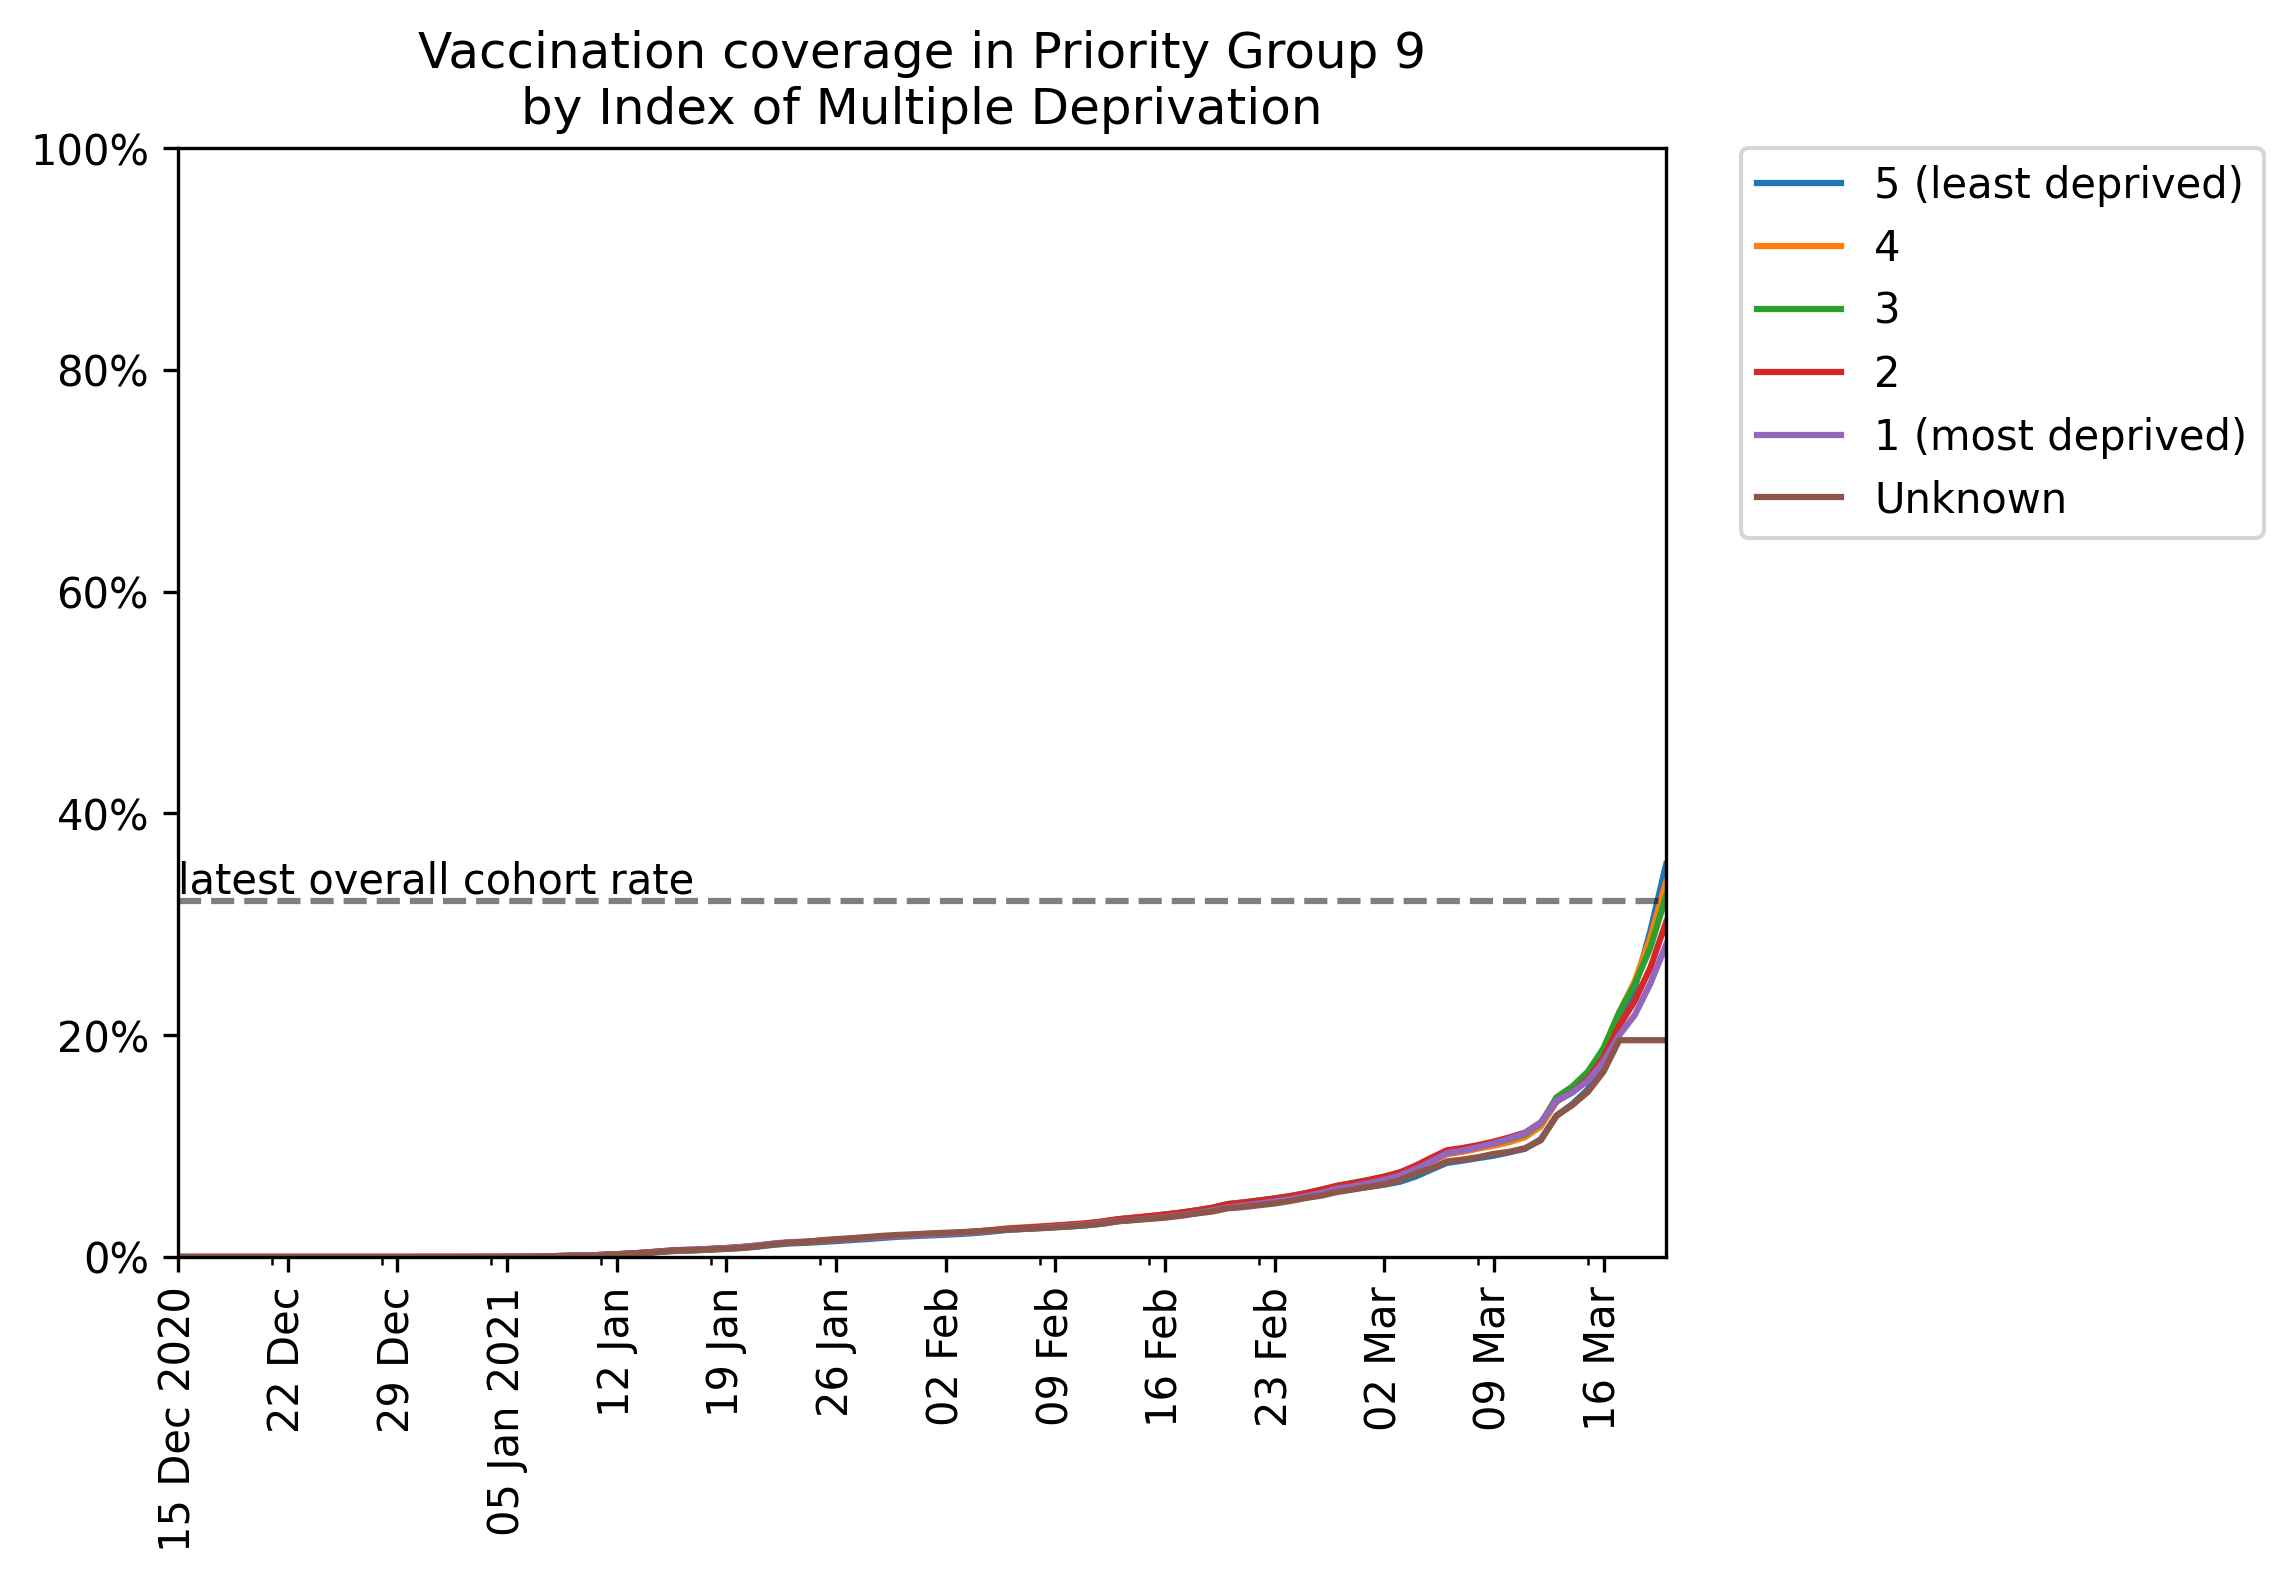 Vaccination coverage in Priority Group 9
by Index of Multiple Deprivation
100%
80%
60%
40%
20%
0%
latest overall cohort rate
15 Dec 2020
22 Dec
29 Dec
05 Jan 2021
12 Jan
19 Jan
26 Jan
02 Feb
09 Feb
16 Feb
23 Feb
02 Mar
09 Mar
16 Mar
5 (least deprived)
4
3
2
1 (most deprived)
Unknown